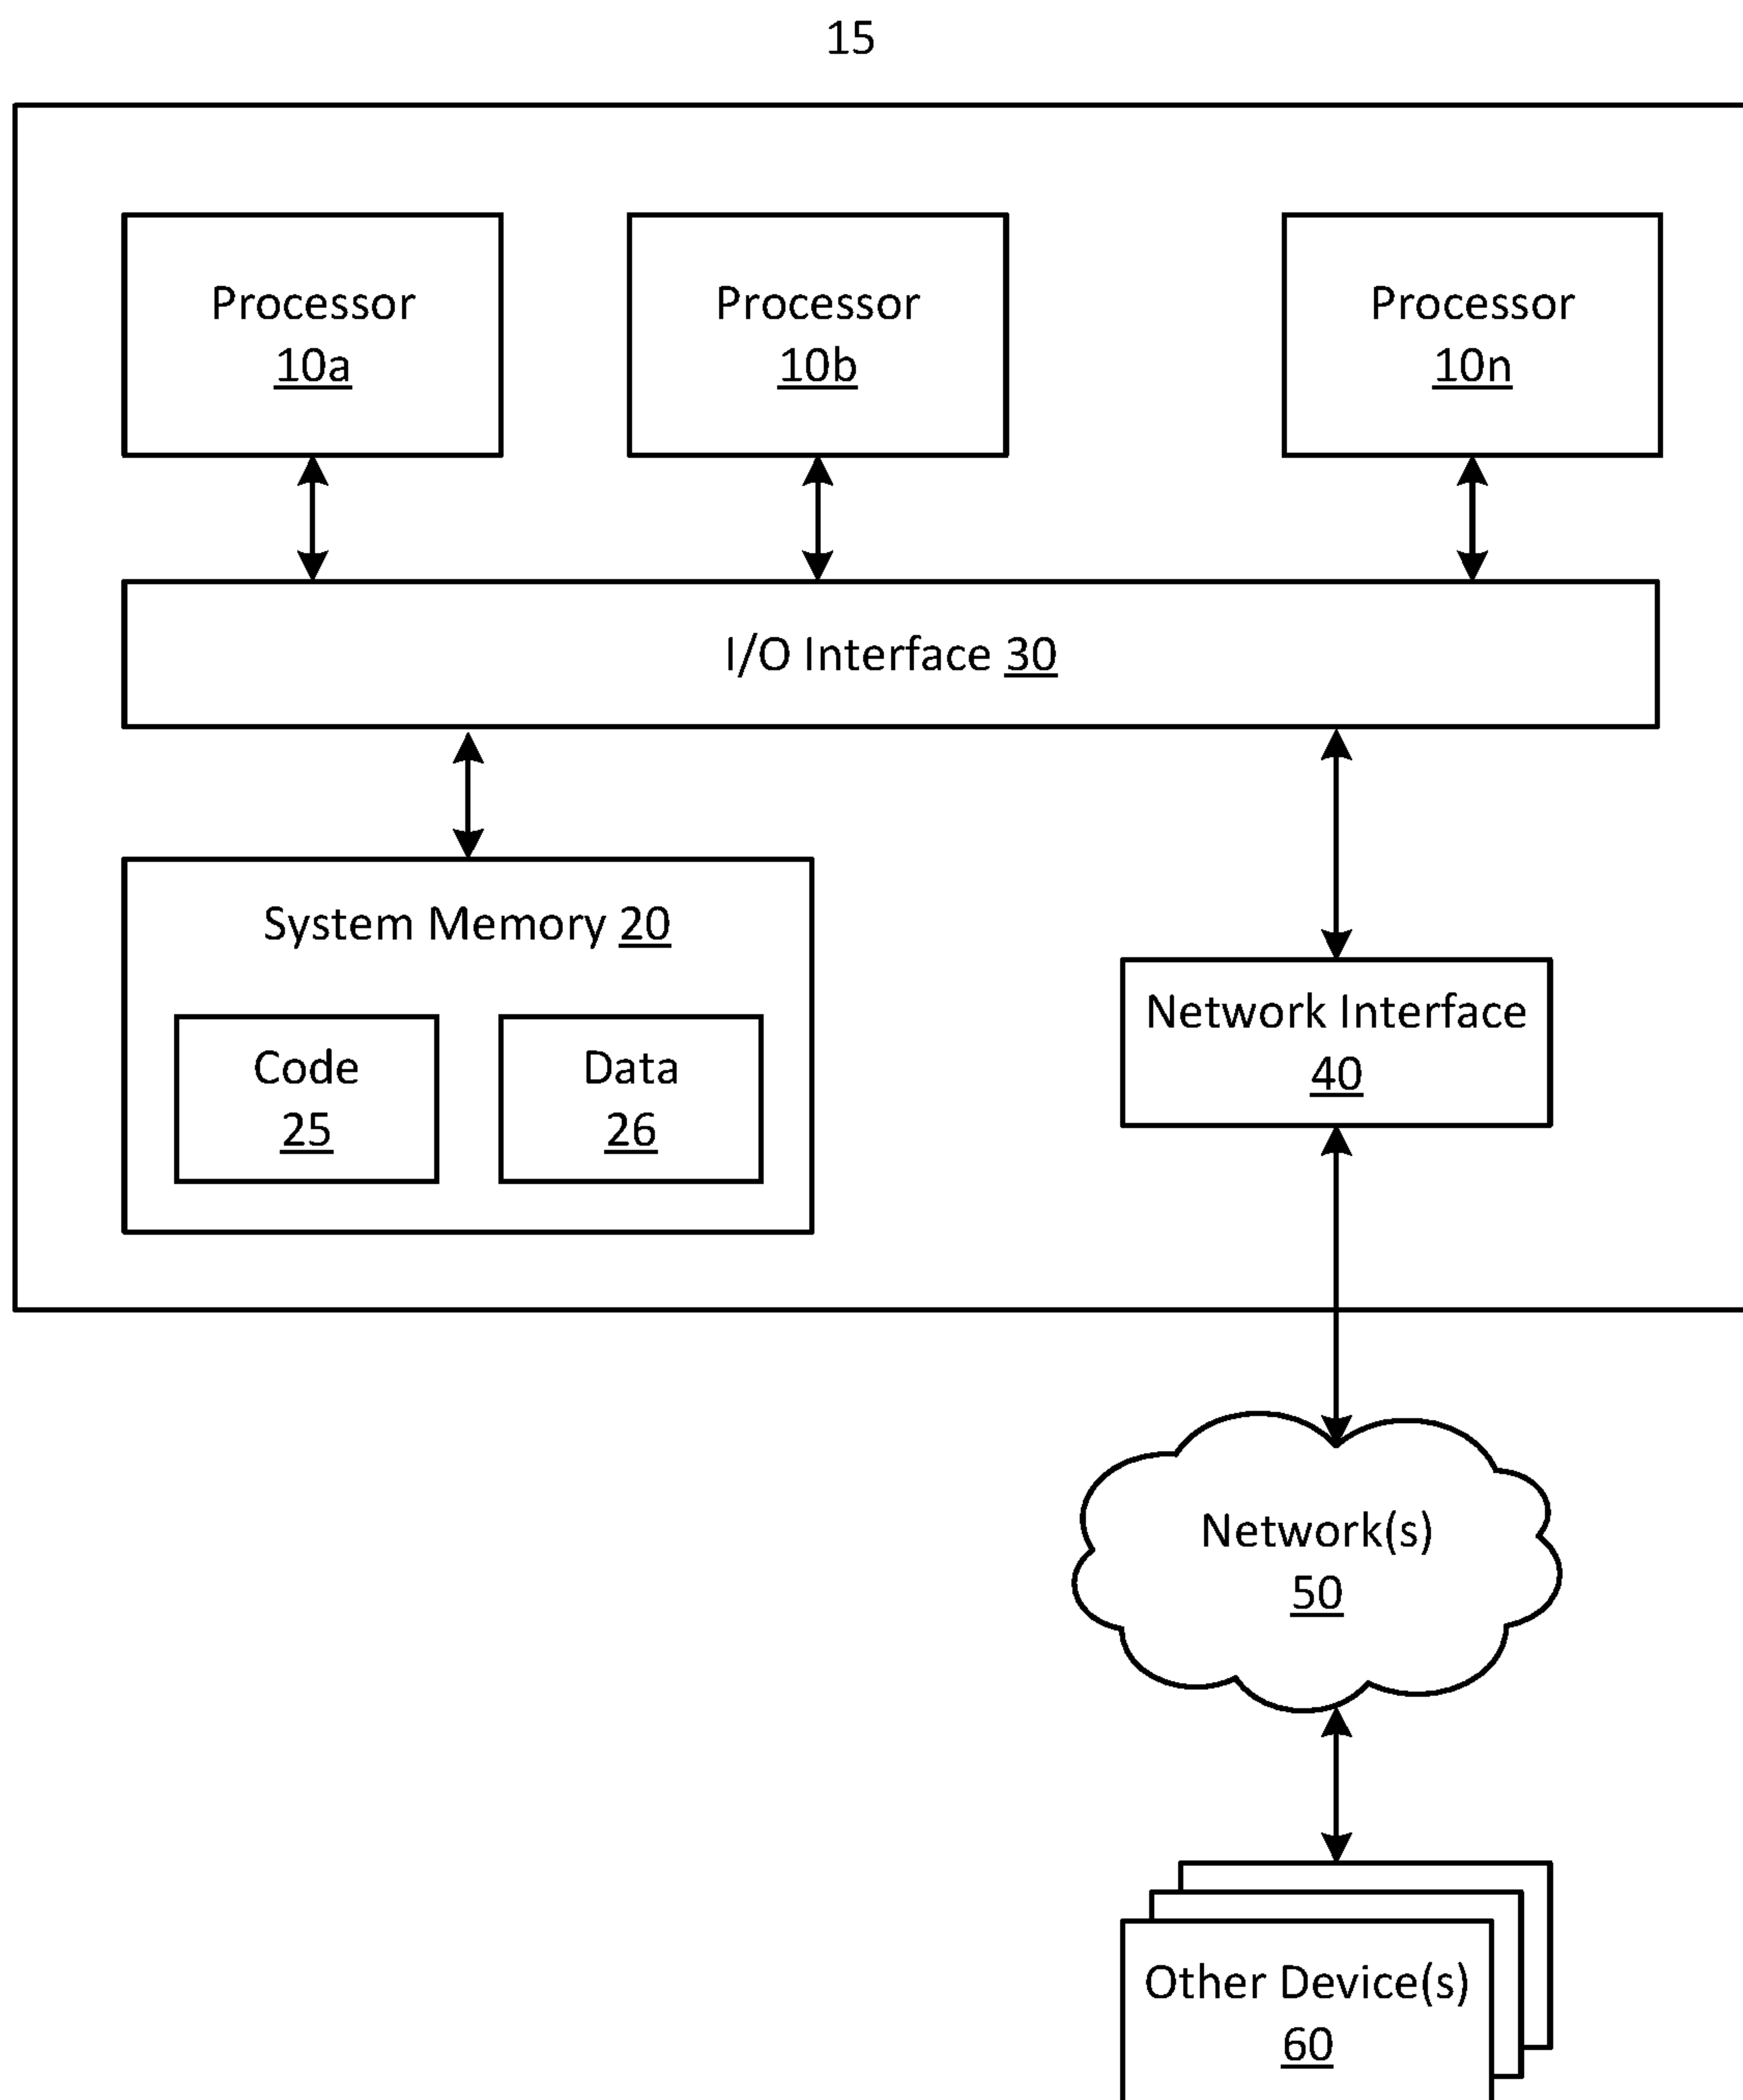 15
Processor
10a
Processor
10b
Processor
10n
I/O Interface 30
System Memory 20
Code
25
Data
26
Network Interface
40
Network(s)
50
Other Device(s)
60